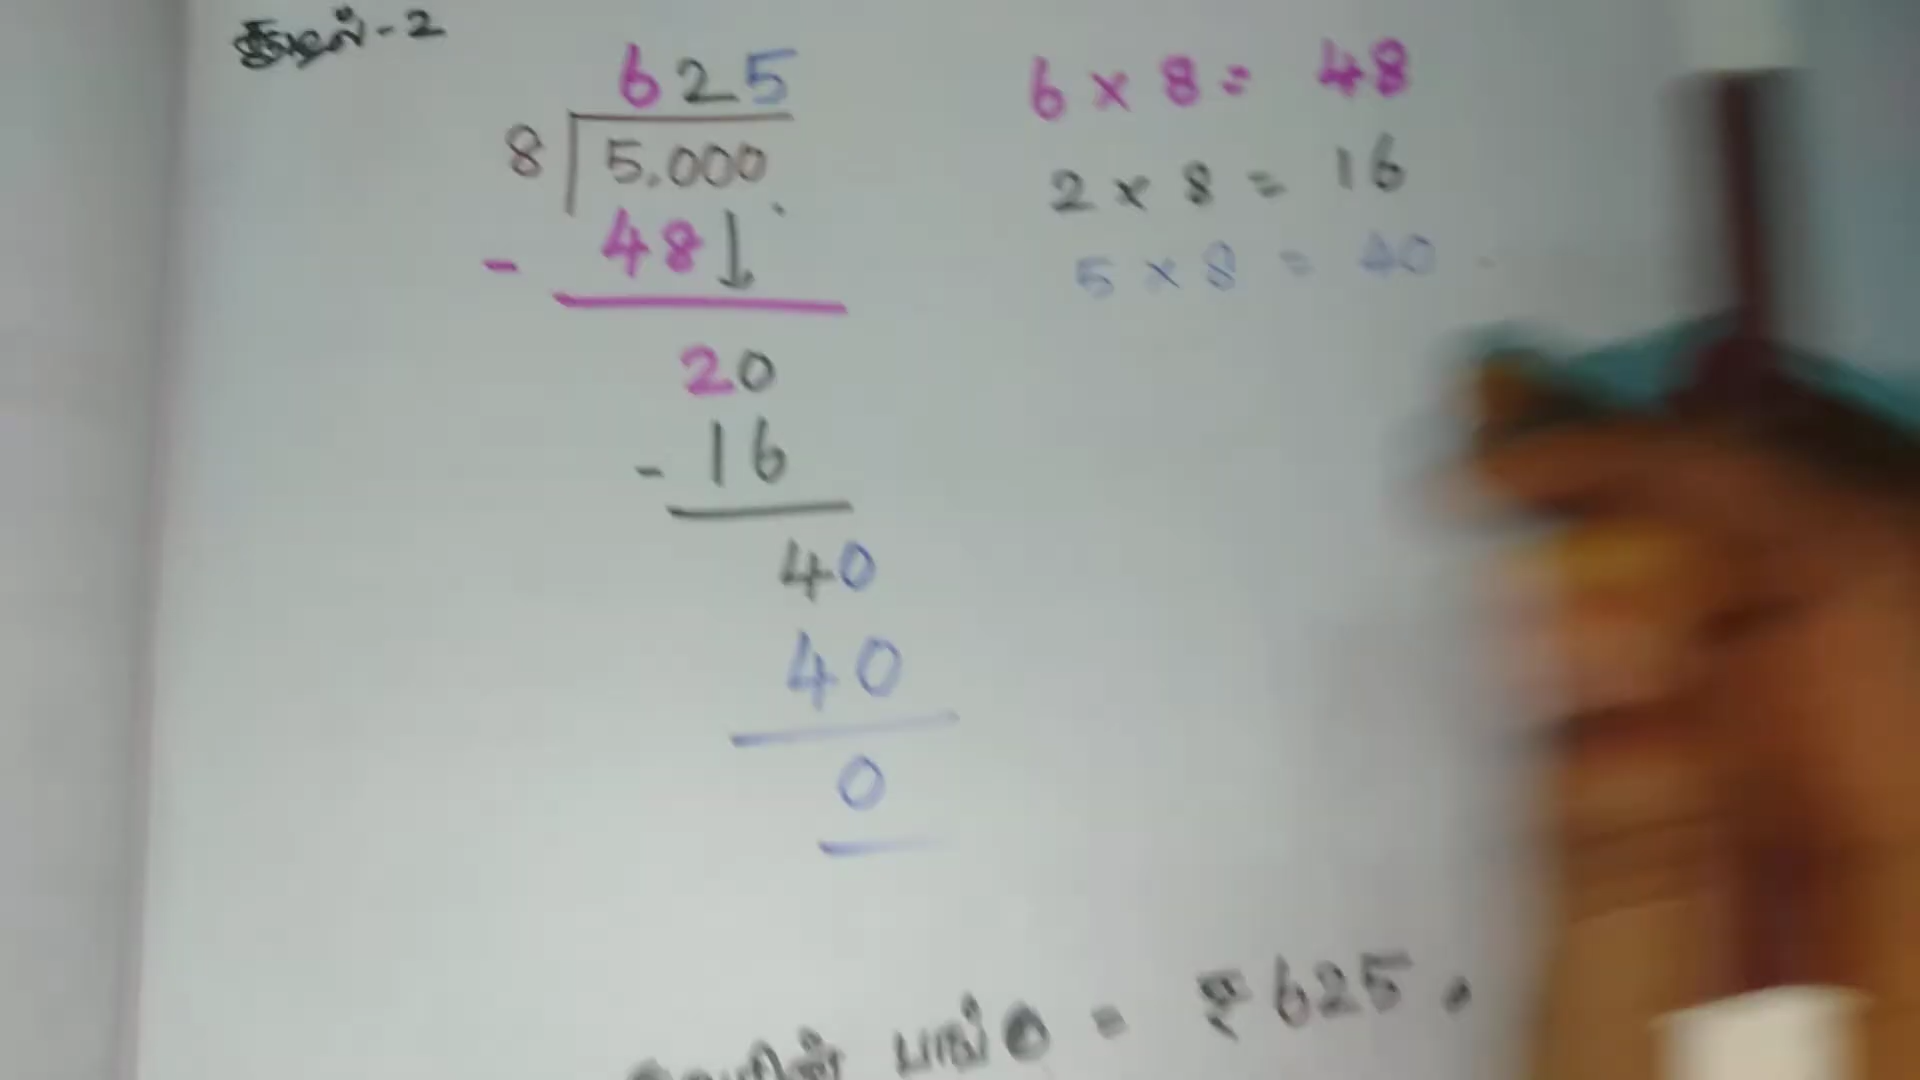 625
8 5.000
- 48↓
20
- 16
40
40
0
6 x 8 = 48
2 x 8 = 16
5 x 8 = 40
பங்கு = ₹ 625.